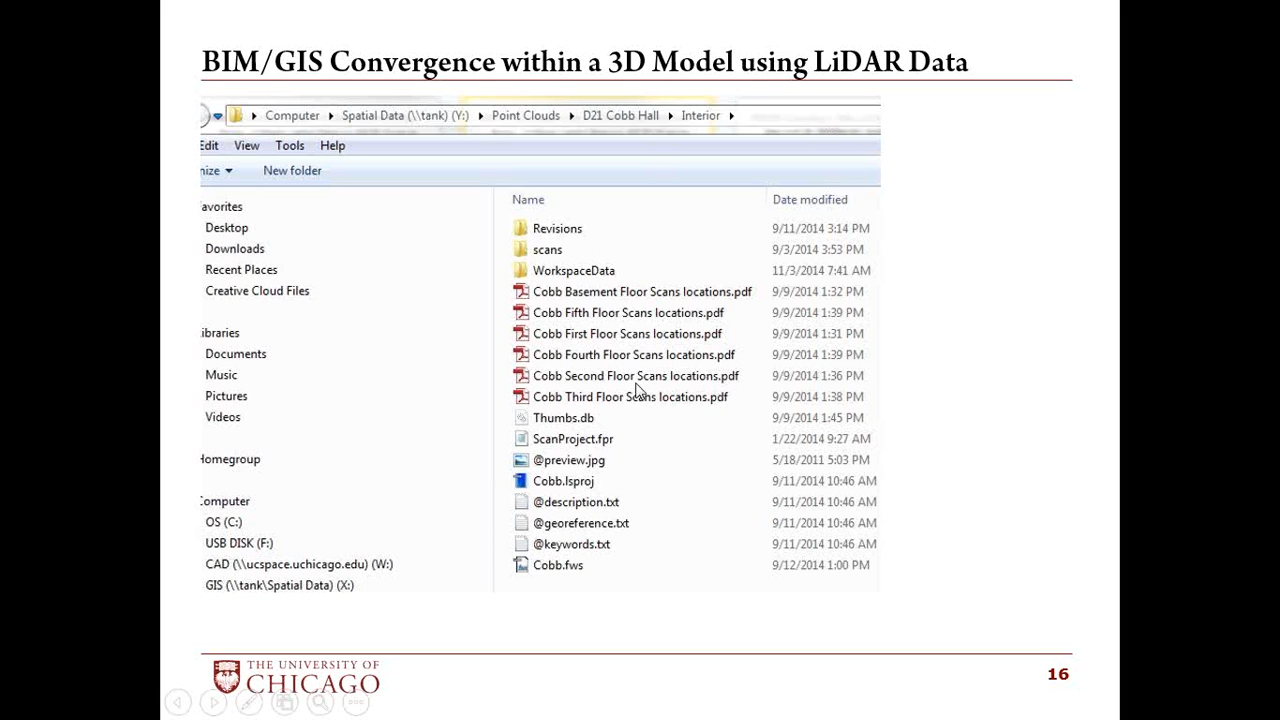 BIM/GIS Convergence within a 3D Model using LiDAR Data
Computer Spatial Data (\\tank) (Y:) Point Clouds D21 Cobb Hall Interior
Edit View Tools Help
nize New folder
avorites
Desktop
Downloads
Recent Places
Creative Cloud Files
ibraries
Documents
Music
Pictures
Videos
Homegroup
Computer
OS (C:)
USB DISK (F:)
CAD (\\ucspace.uchicago.edu) (W:)
GIS (\\tank\Spatial Data) (X:)
Name Date modified
Revisions 9/11/2014 3:14 PM
scans 9/3/2014 3:53 PM
WorkspaceData 11/3/2014 7:41 AM
Cobb Basement Floor Scans locations.pdf 9/9/2014 1:32 PM
Cobb Fifth Floor Scans locations.pdf 9/9/2014 1:39 PM
Cobb First Floor Scans locations.pdf 9/9/2014 1:31 PM
Cobb Fourth Floor Scans locations.pdf 9/9/2014 1:39 PM
Cobb Second Floor Scans locations.pdf 9/9/2014 1:36 PM
Cobb Third Floor Scans locations.pdf 9/9/2014 1:38 PM
Thumbs.db 9/9/2014 1:45 PM
ScanProject.fpr 1/22/2014 9:27 AM
@preview.jpg 5/18/2011 5:03 PM
Cobb.lsproj 9/11/2014 10:46 AM
@description.txt 9/11/2014 10:46 AM
@georeference.txt 9/11/2014 10:46 AM
@keywords.txt 9/11/2014 10:46 AM
Cobb.fws 9/12/2014 1:00 PM
THE UNIVERSITY OF
CHICAGO
16